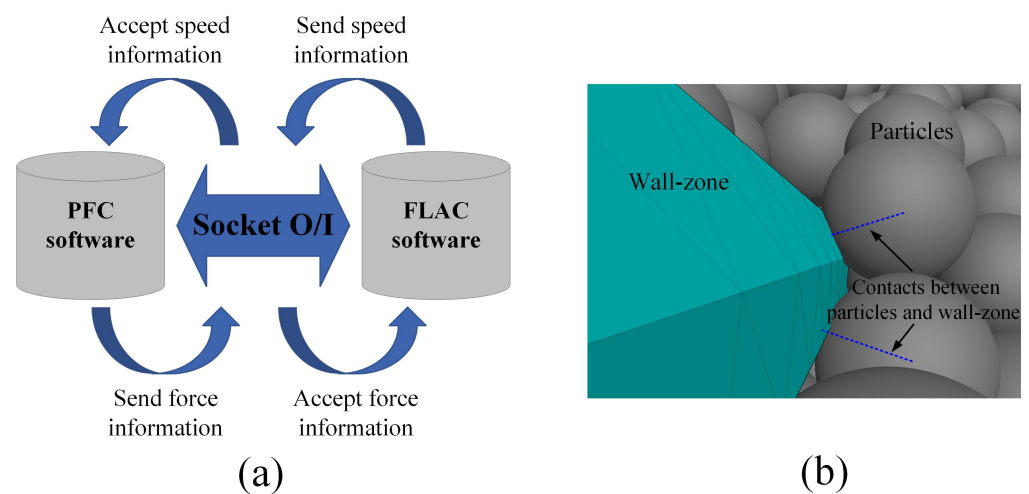 Accept speed
information
Send speed
information
PFC
software
Socket O/I
FLAC
software
Send force
information
Accept force
information
(a)
Particles
Wall-zone
Contacts between
particles and wall-zone
(b)